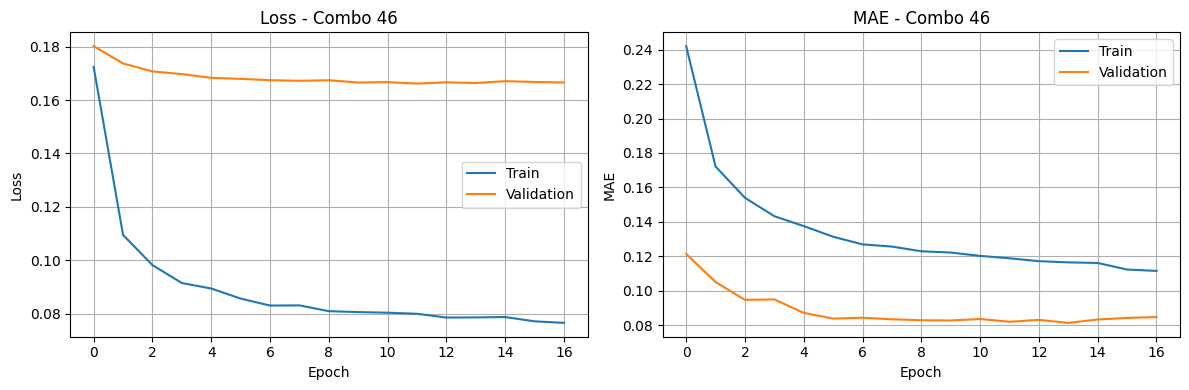 Loss - Combo 46
0.18
0.16
0.14
0.12
0.10
0.08
Loss
Train
Validation
0 2 4 6 8 10 12 14 16
Epoch
MAE - Combo 46
0.24
0.22
0.20
0.18
0.16
0.14
0.12
0.10
0.08
MAE
Train
Validation
0 2 4 6 8 10 12 14 16
Epoch